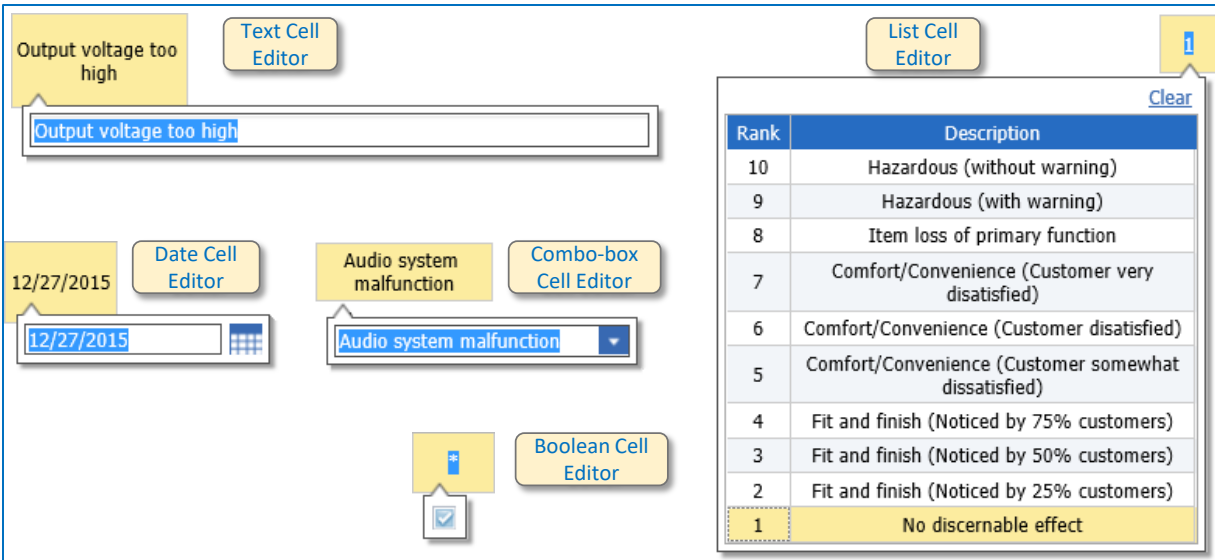 Output voltage too
high
Text Cell
Editor
Output voltage too high
List Cell
Editor
1
Clear
Rank Description
10 Hazardous (without warning)
9 Hazardous (with warning)
8 Item loss of primary function
7 Comfort/Convenience (Customer very
disatisfied)
6 Comfort/Convenience (Customer disatisfied)
5 Comfort/Convenience (Customer somewhat
dissatisfied)
4 Fit and finish (Noticed by 75% customers)
3 Fit and finish (Noticed by 50% customers)
2 Fit and finish (Noticed by 25% customers)
1 No discernable effect
12/27/2015
Date Cell
Editor
12/27/2015
Audio system
malfunction
Combo-box
Cell Editor
Audio system malfunction
*
Boolean Cell
Editor